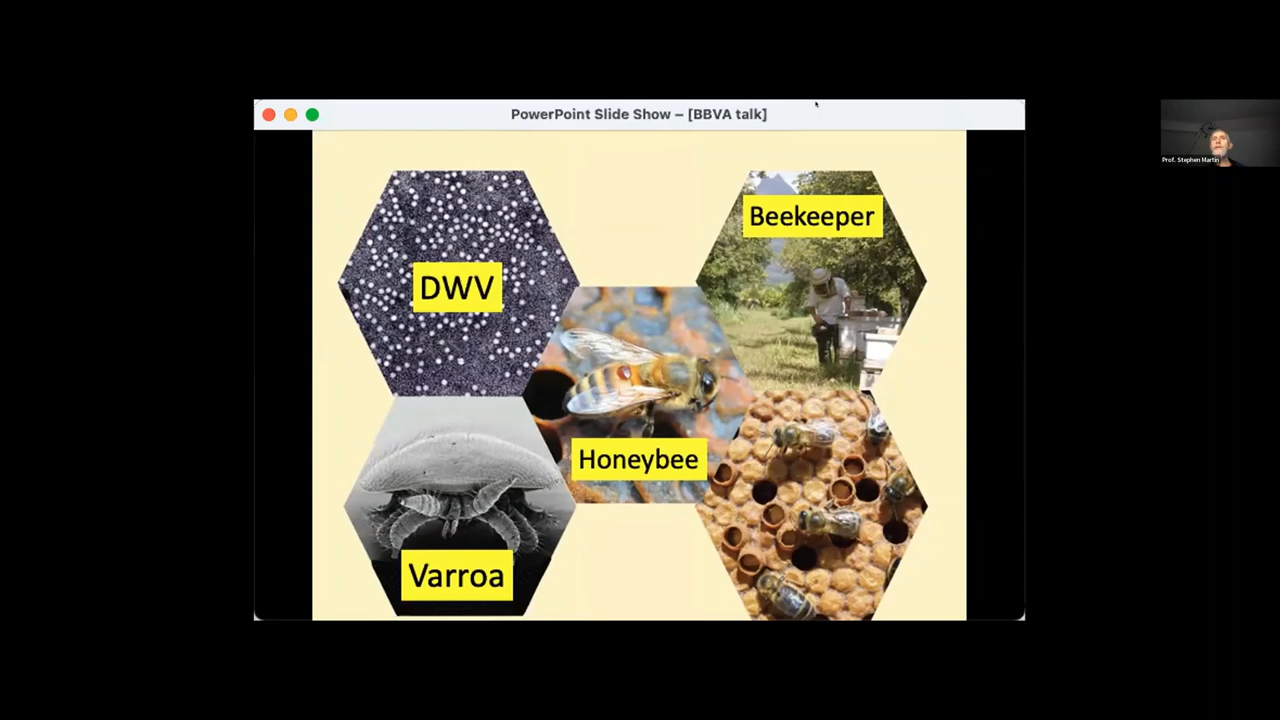 PowerPoint Slide Show – [BBVA talk]
Prof. Stephen Martin
DWV
Beekeeper
Honeybee
Varroa